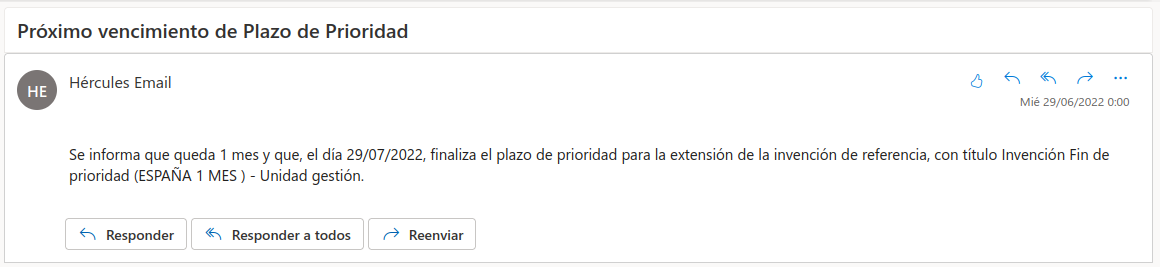 Próximo vencimiento de Plazo de Prioridad
HE
Hércules Email
Mié 29/06/2022 0:00
Se informa que queda 1 mes y que, el día 29/07/2022, finaliza el plazo de prioridad para la extensión de la invención de referencia, con título Invención Fin de
prioridad (ESPAÑA 1 MES ) - Unidad gestión.
Responder Responder a todos Reenviar